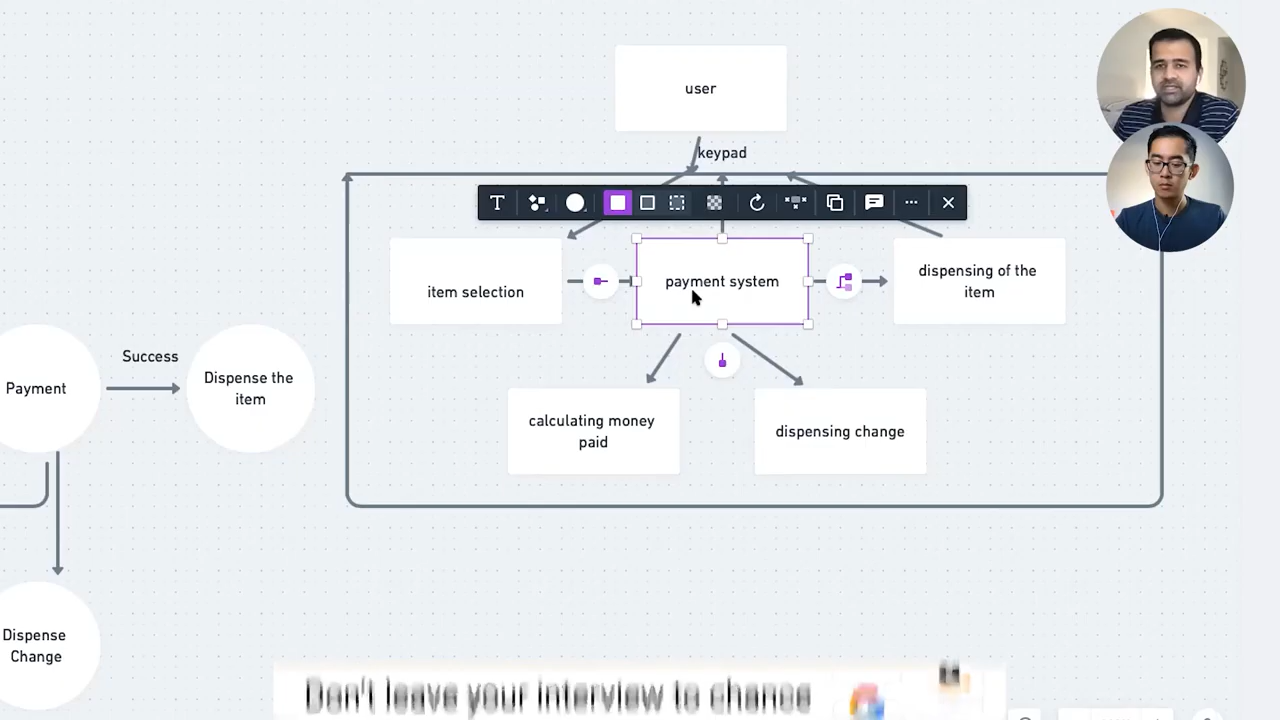 user
keypad
T
item selection
payment system
dispensing of the
item
Success
Payment
Dispense the
item
calculating money
paid
dispensing change
Dispense
Change
Don't leave your interview to chance